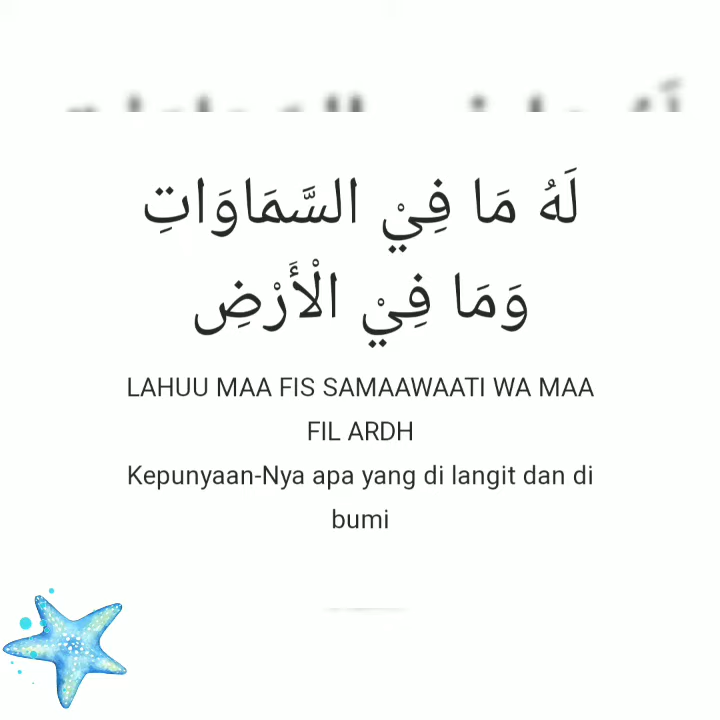 لَهُ مَا فِيْ السَّمَاوَاتِ
وَمَا فِيْ الْأَرْضِ
LAHUU MAA FIS SAMAAWAATI WA MAA
FIL ARDH
Kepunyaan-Nya apa yang di langit dan di
bumi